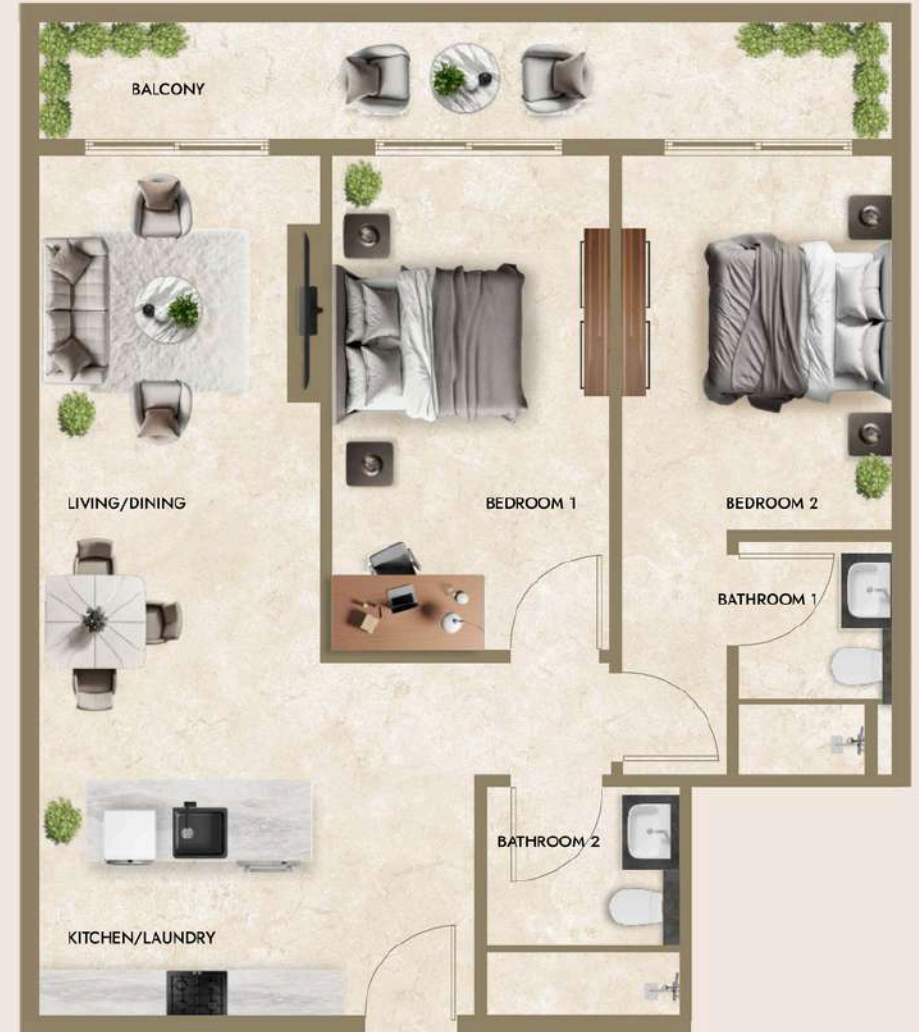 BALCONY
LIVING/DINING
BEDROOM 1
BEDROOM 2
BATHROOM 1
BATHROOM 2
KITCHEN/LAUNDRY